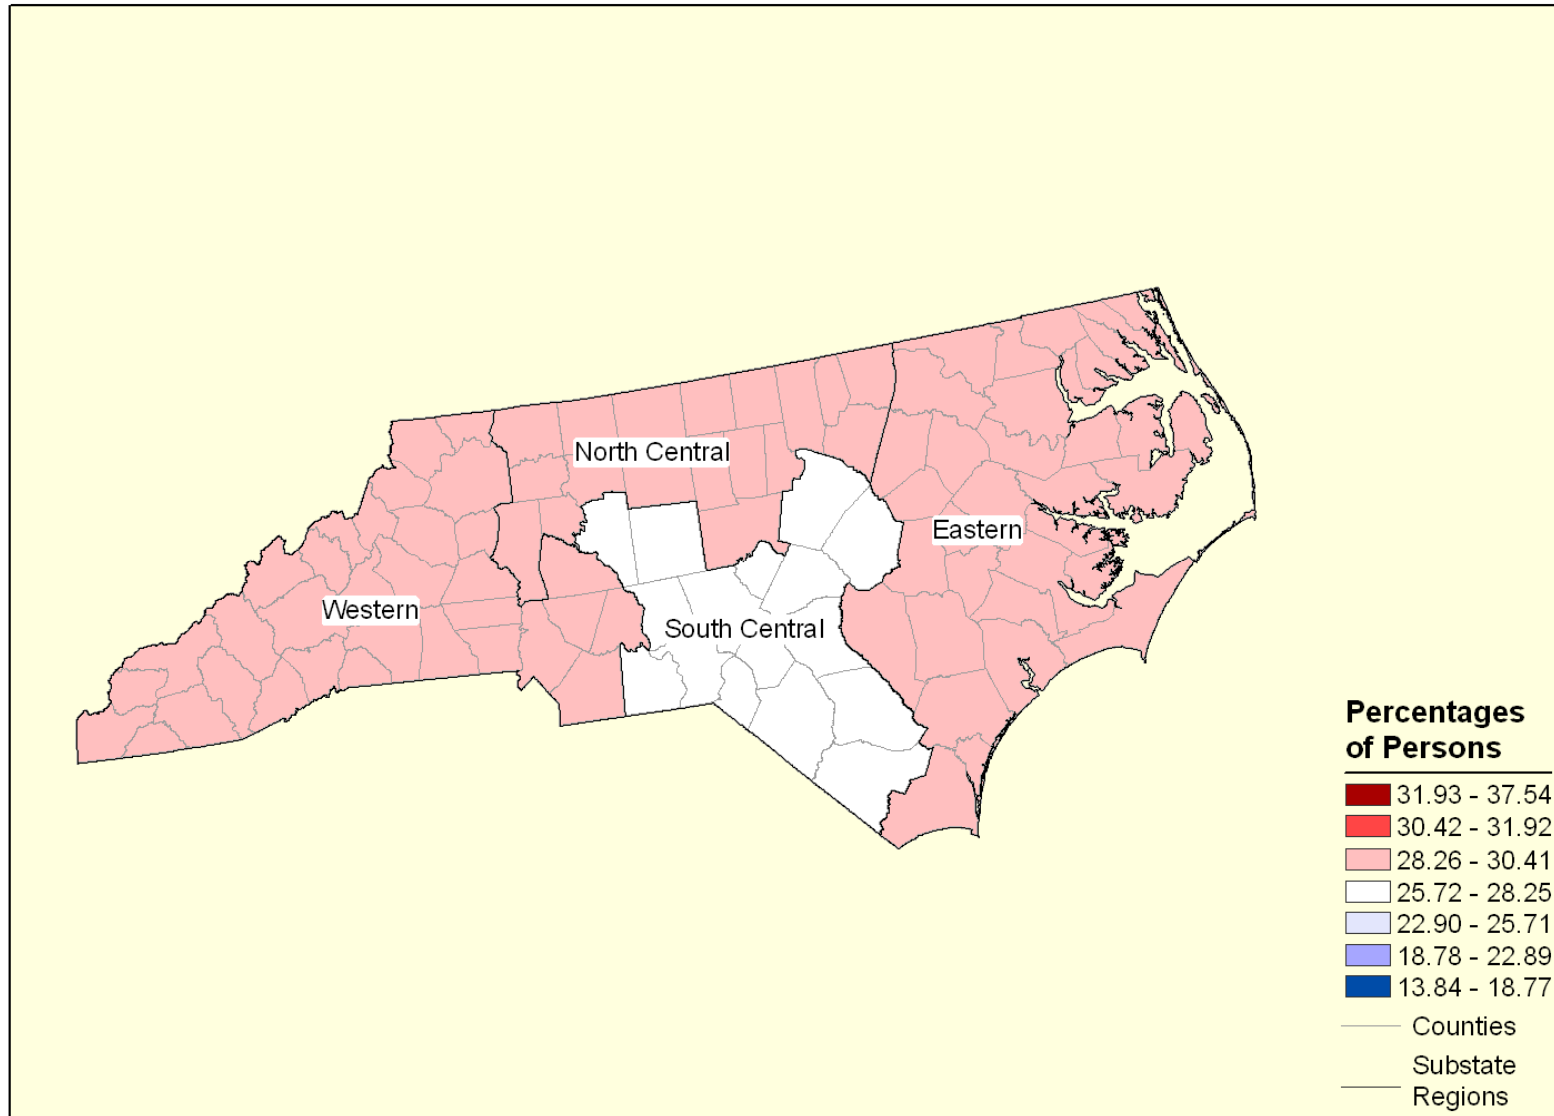 North Central
Eastern
Western
South Central
Percentages
of Persons
31.93 - 37.54
30.42 - 31.92
28.26 - 30.41
25.72 - 28.25
22.90 - 25.71
18.78 - 22.89
13.84 - 18.77
Counties
Substate
Regions